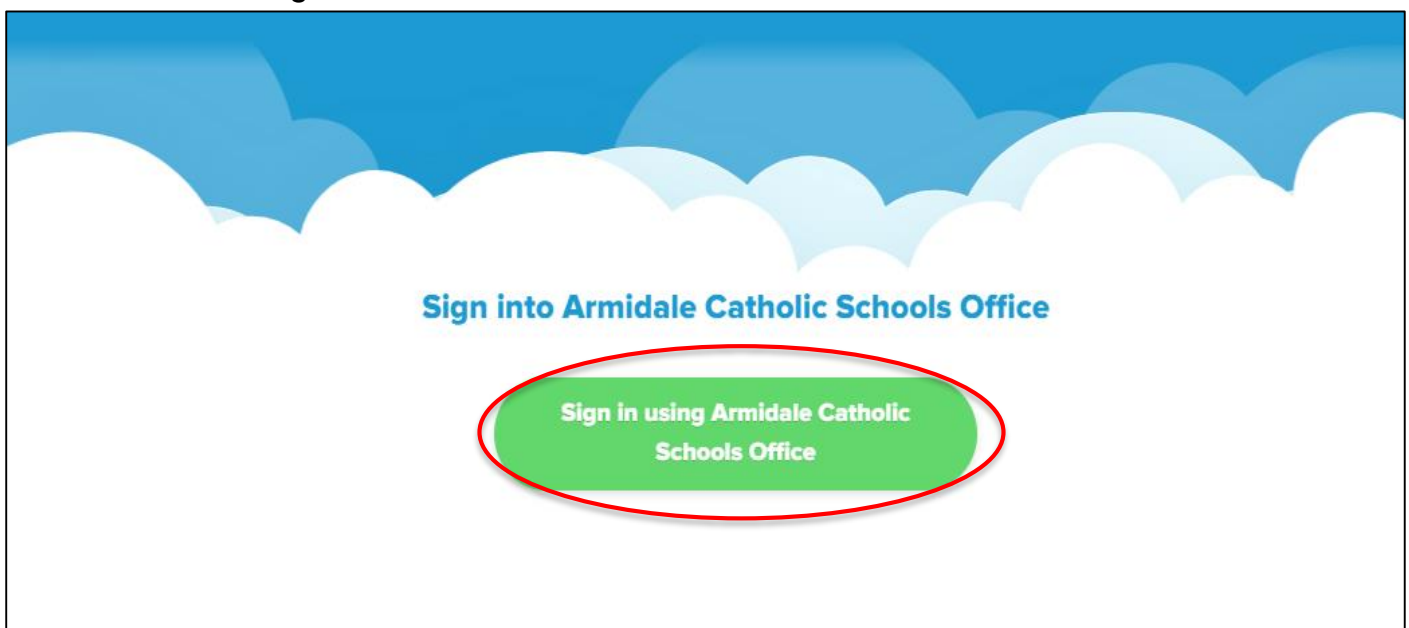 Sign into Armidale Catholic Schools Office
Sign in using Armidale Catholic
Schools Office